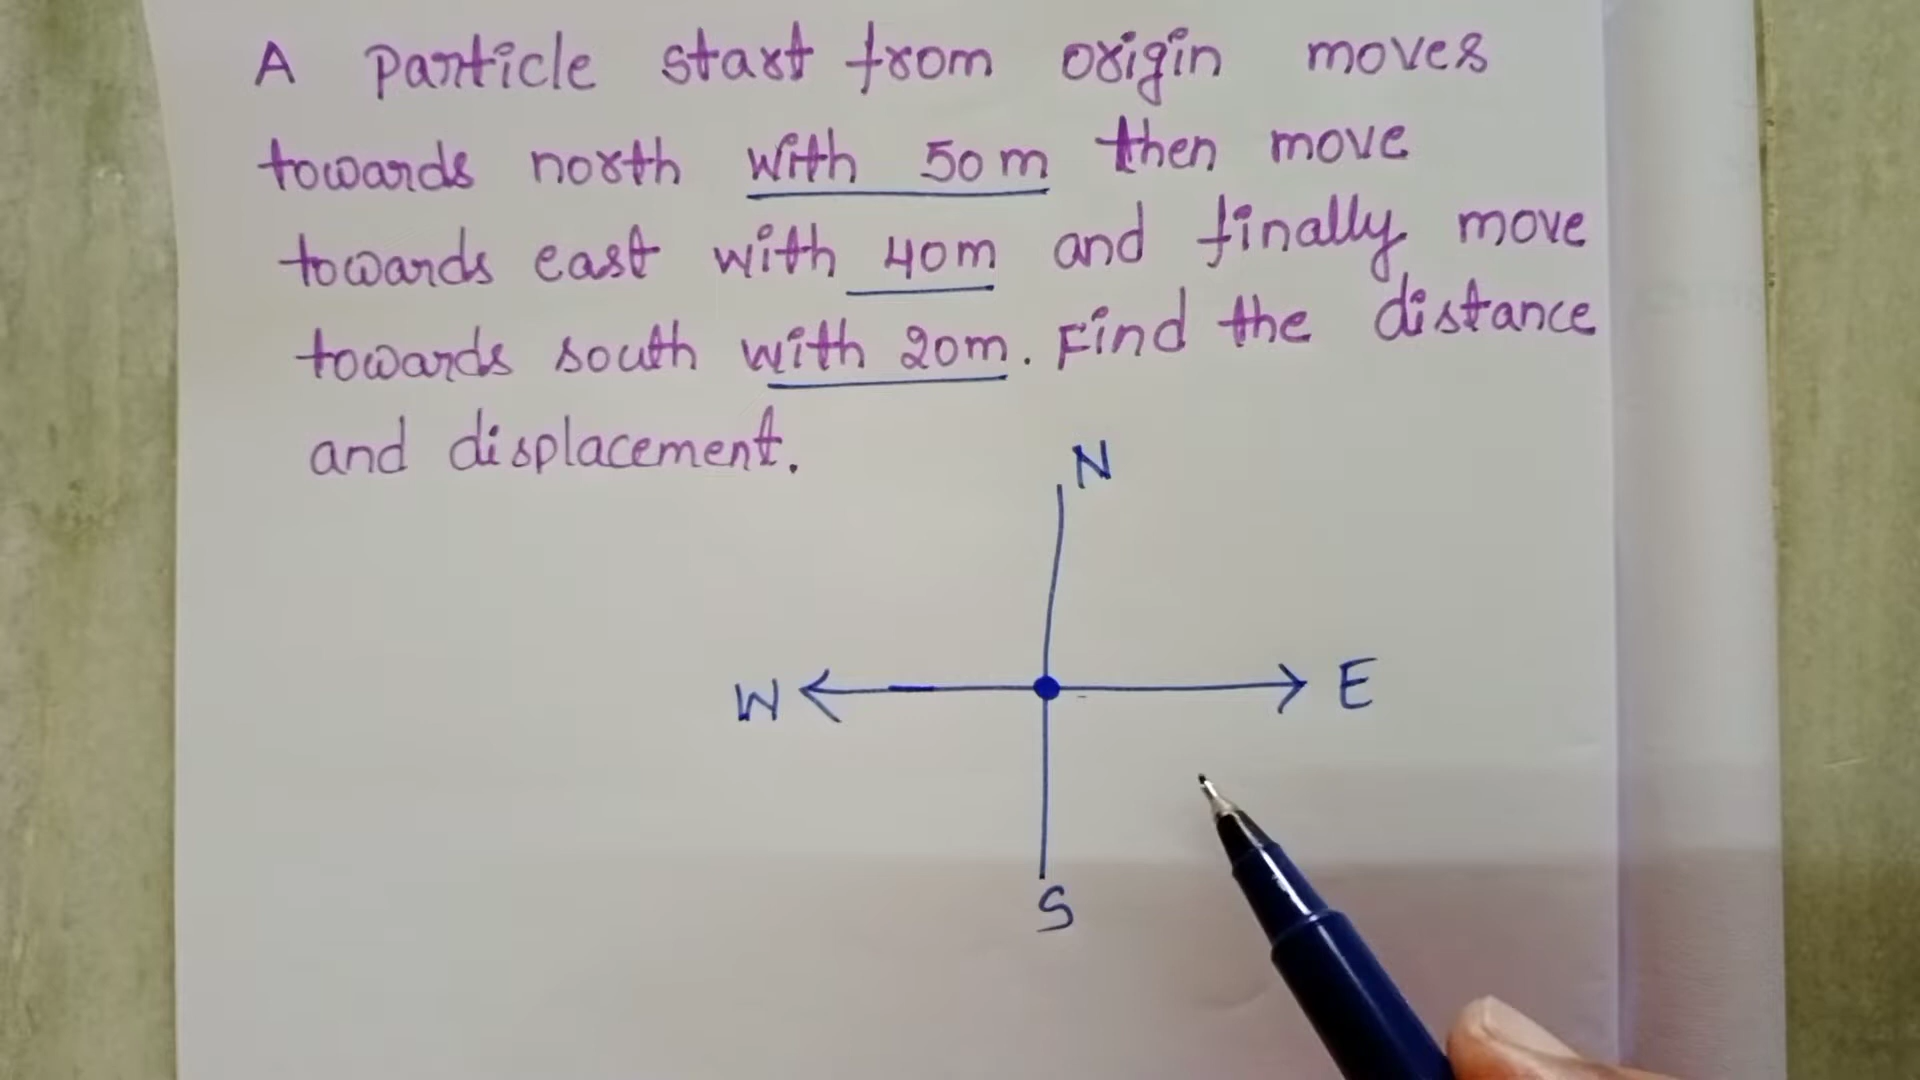 A particle start from origin moves
towards north with 50m then move
towards east with 40m and finally move
towards south with 20m. Find the distance
and displacement.
N
W E
S